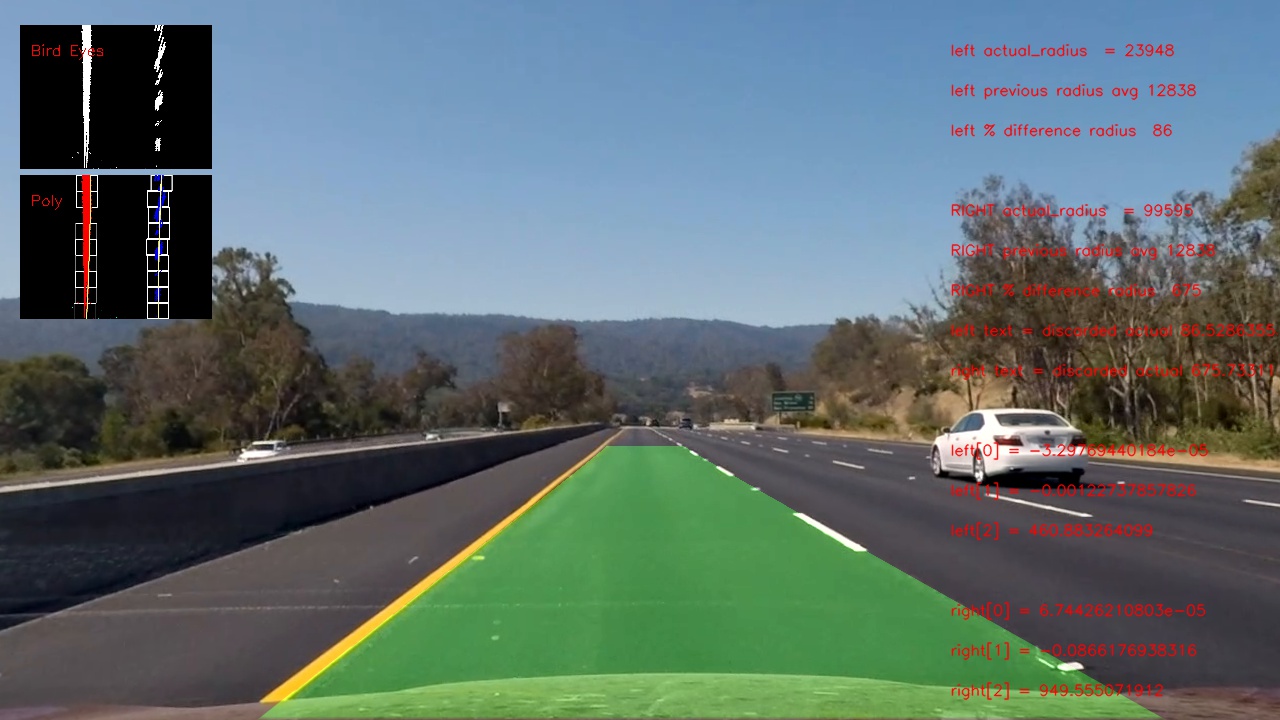 Bird Eyes
Poly
left actual_radius = 23948
left previous radius avg 12838
left % difference radius 86
RIGHT actual_radius = 99595
RIGHT previous radius avg 12838
RIGHT % difference radius 675
left text = discarded actual 86.5286355
right text = discarded actual 675.73311
left[0] = -3.29769440184e-05
left[1] = -0.00122737857826
left[2] = 460.883264099
right[0] = 6.74426210803e-05
right[1] = -0.0866176938316
right[2] = 949.555071912